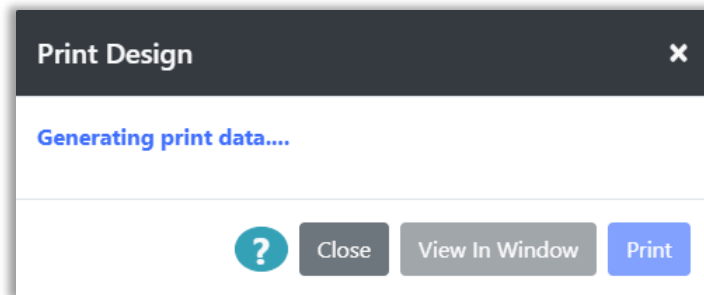 Print Design ×
Generating print data....
? Close View In Window Print